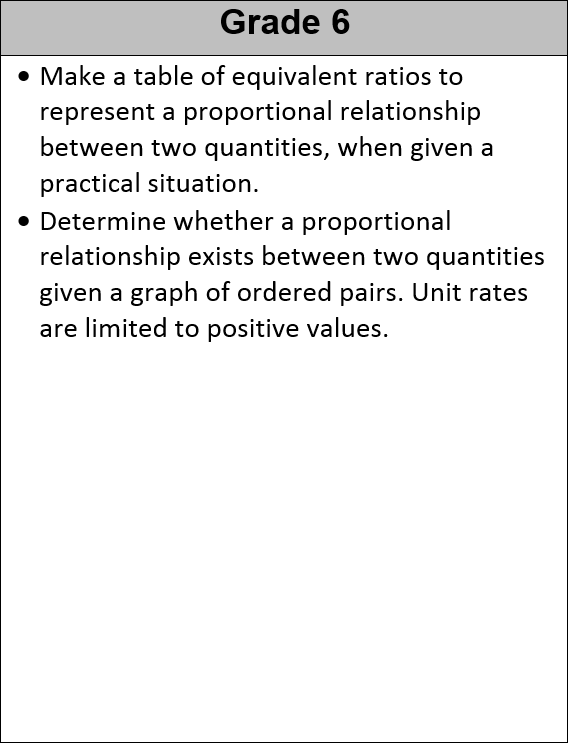 Grade 6
• Make a table of equivalent ratios to
represent a proportional relationship
between two quantities, when given a
practical situation.
• Determine whether a proportional
relationship exists between two quantities
given a graph of ordered pairs. Unit rates
are limited to positive values.